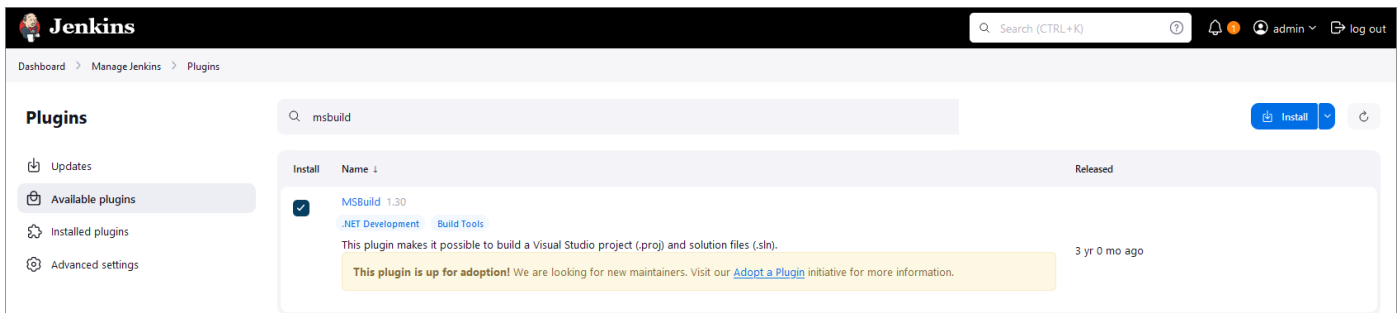 Jenkins
Search (CTRL+K)
1
admin
log out
Dashboard > Manage Jenkins > Plugins
Plugins
msbuild
Install
Updates
Available plugins
Installed plugins
Advanced settings
Install Name ↓ Released
MSBuild 1.30
.NET Development Build Tools
This plugin makes it possible to build a Visual Studio project (.proj) and solution files (.sln).
3 yr 0 mo ago
This plugin is up for adoption! We are looking for new maintainers. Visit our Adopt a Plugin initiative for more information.